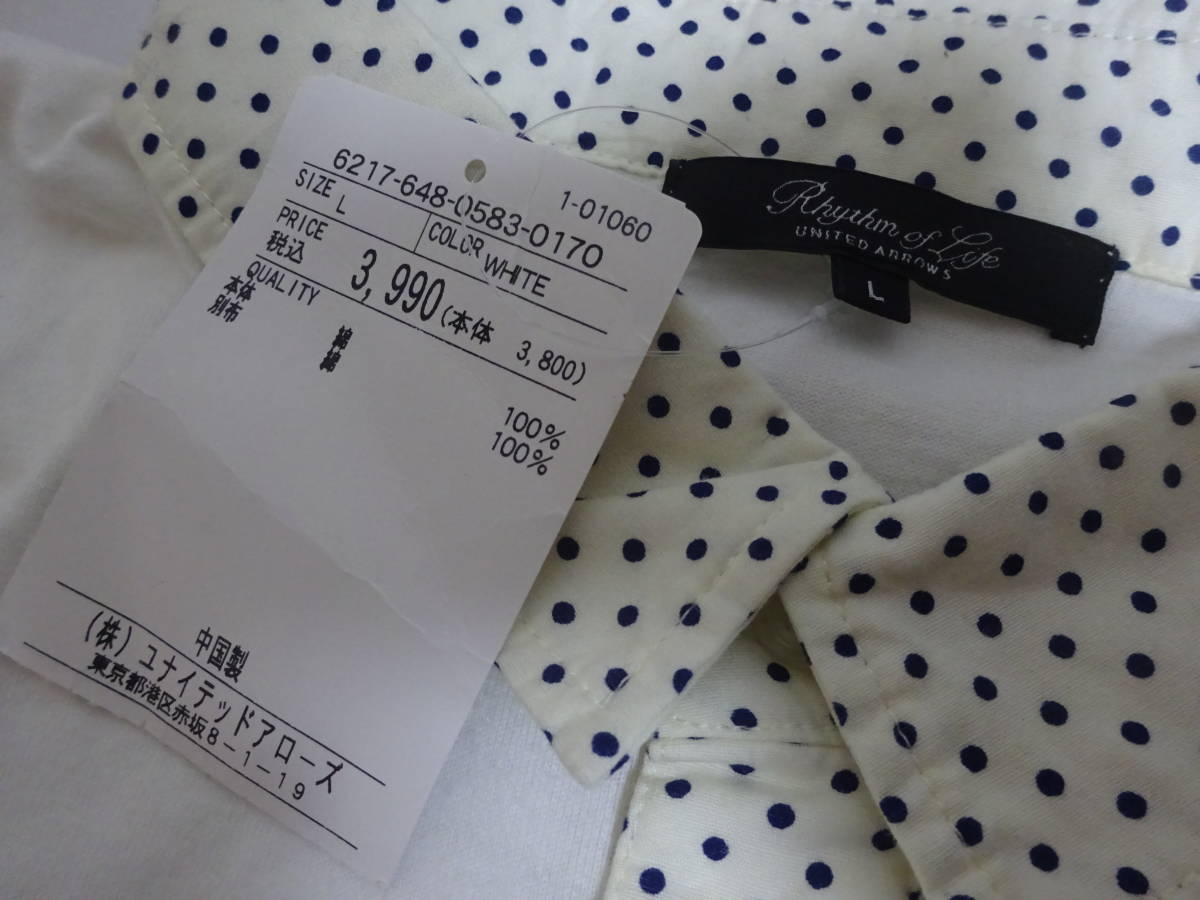 1-01060
6217-648-0583-0170
SIZE L
COLOR WHITE
PRICE
税込 3,990(本体 3,800)
QUALITY
本体 綿 100%
別布 綿 100%
中国製
(株)ユナイテッドアローズ
東京都港区赤坂8-1-19
Rhythm of Life
UNITED ARROWS
L